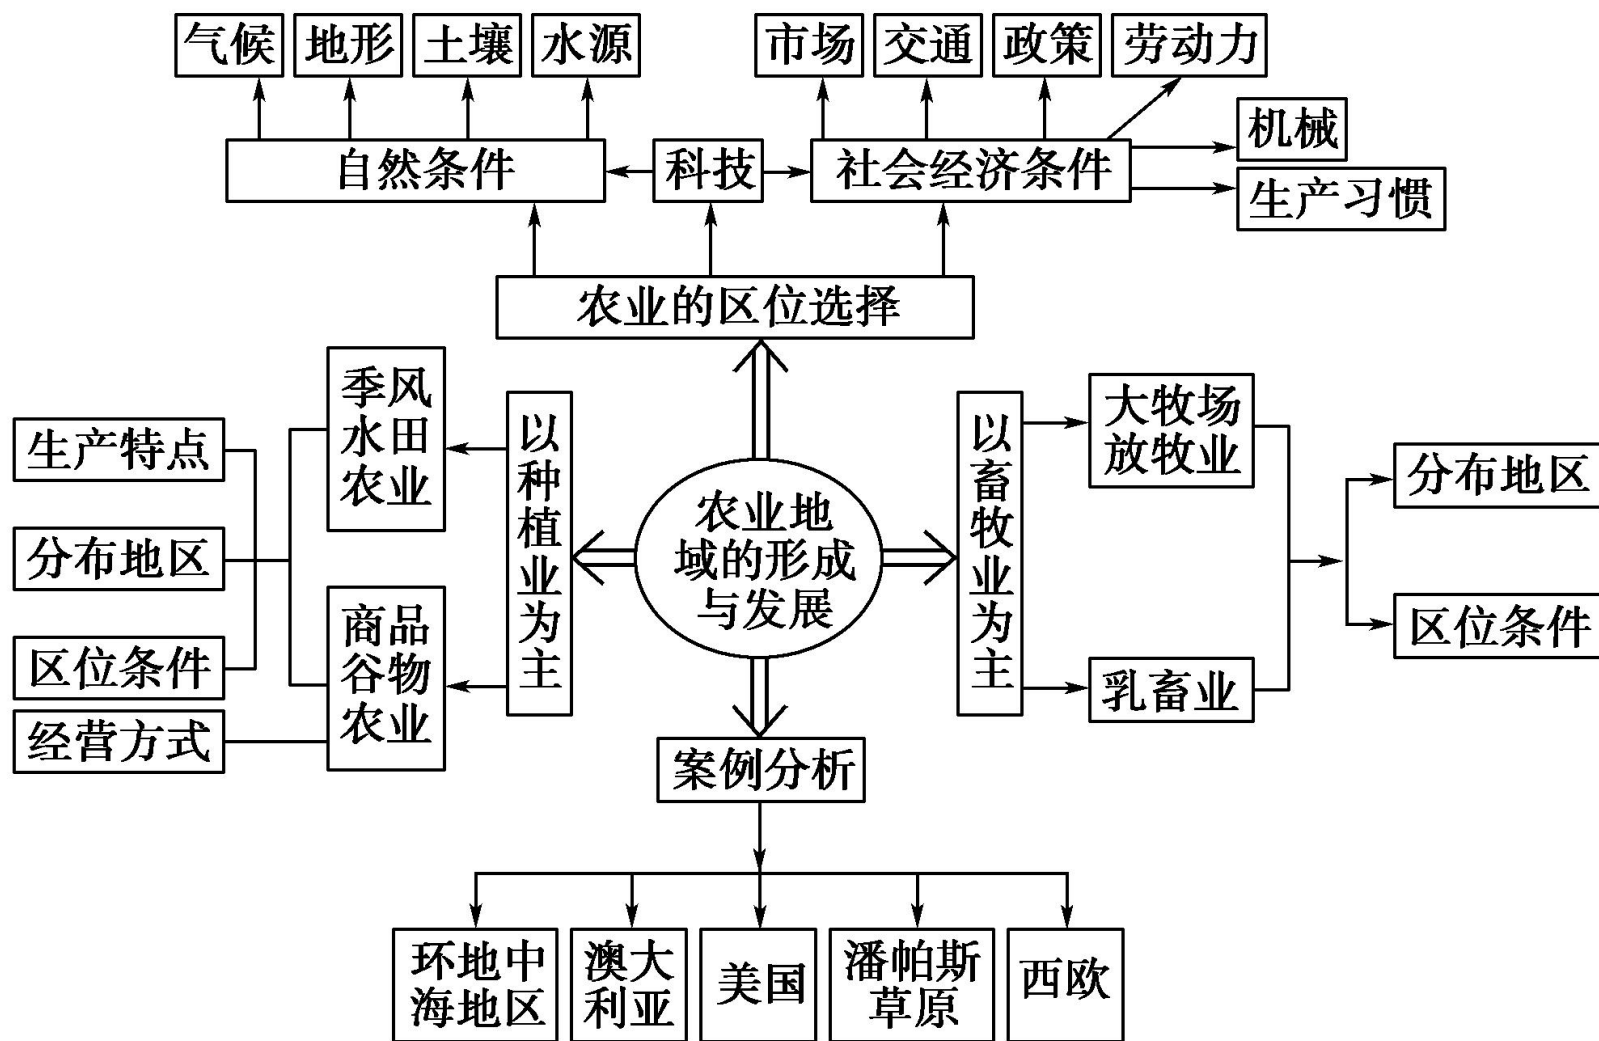 气候
地形
土壤
水源
市场
交通
政策
劳动力
机械
自然条件
科技
社会经济条件
生产习惯
农业的区位选择
季风
水田
农业
以种植业为主
生产特点
分布地区
区位条件
经营方式
商品
谷物
农业
农业地
域的形成
与发展
以畜牧业为主
大牧场
放牧业
乳畜业
分布地区
区位条件
案例分析
环地中
海地区
澳大
利亚
美国
潘帕斯
草原
西欧